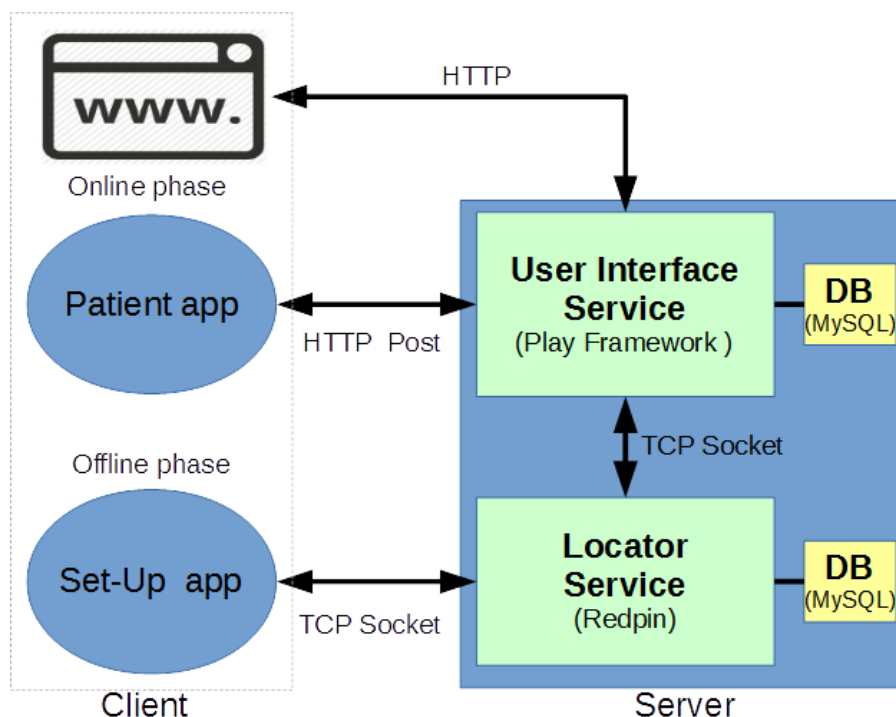 HTTP
www.
Online phase
Patient app
HTTP Post
User Interface
Service
(Play Framework )
DB
(MySQL)
TCP Socket
Offline phase
Set-Up app
TCP Socket
Locator
Service
(Redpin)
DB
(MySQL)
Client
Server